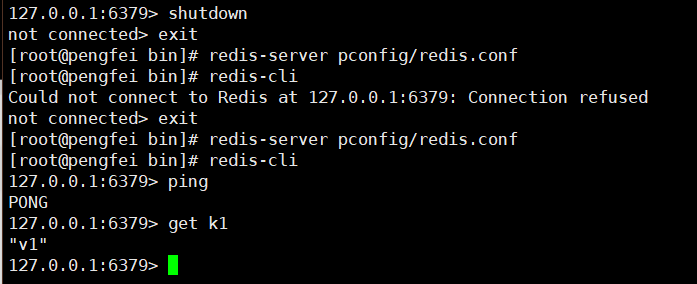 127.0.0.1:6379> shutdown
not connected> exit
[root@pengfei bin]# redis-server pconfig/redis.conf
[root@pengfei bin]# redis-cli
Could not connect to Redis at 127.0.0.1:6379: Connection refused
not connected> exit
[root@pengfei bin]# redis-server pconfig/redis.conf
[root@pengfei bin]# redis-cli
127.0.0.1:6379> ping
PONG
127.0.0.1:6379> get k1
"v1"
127.0.0.1:6379>